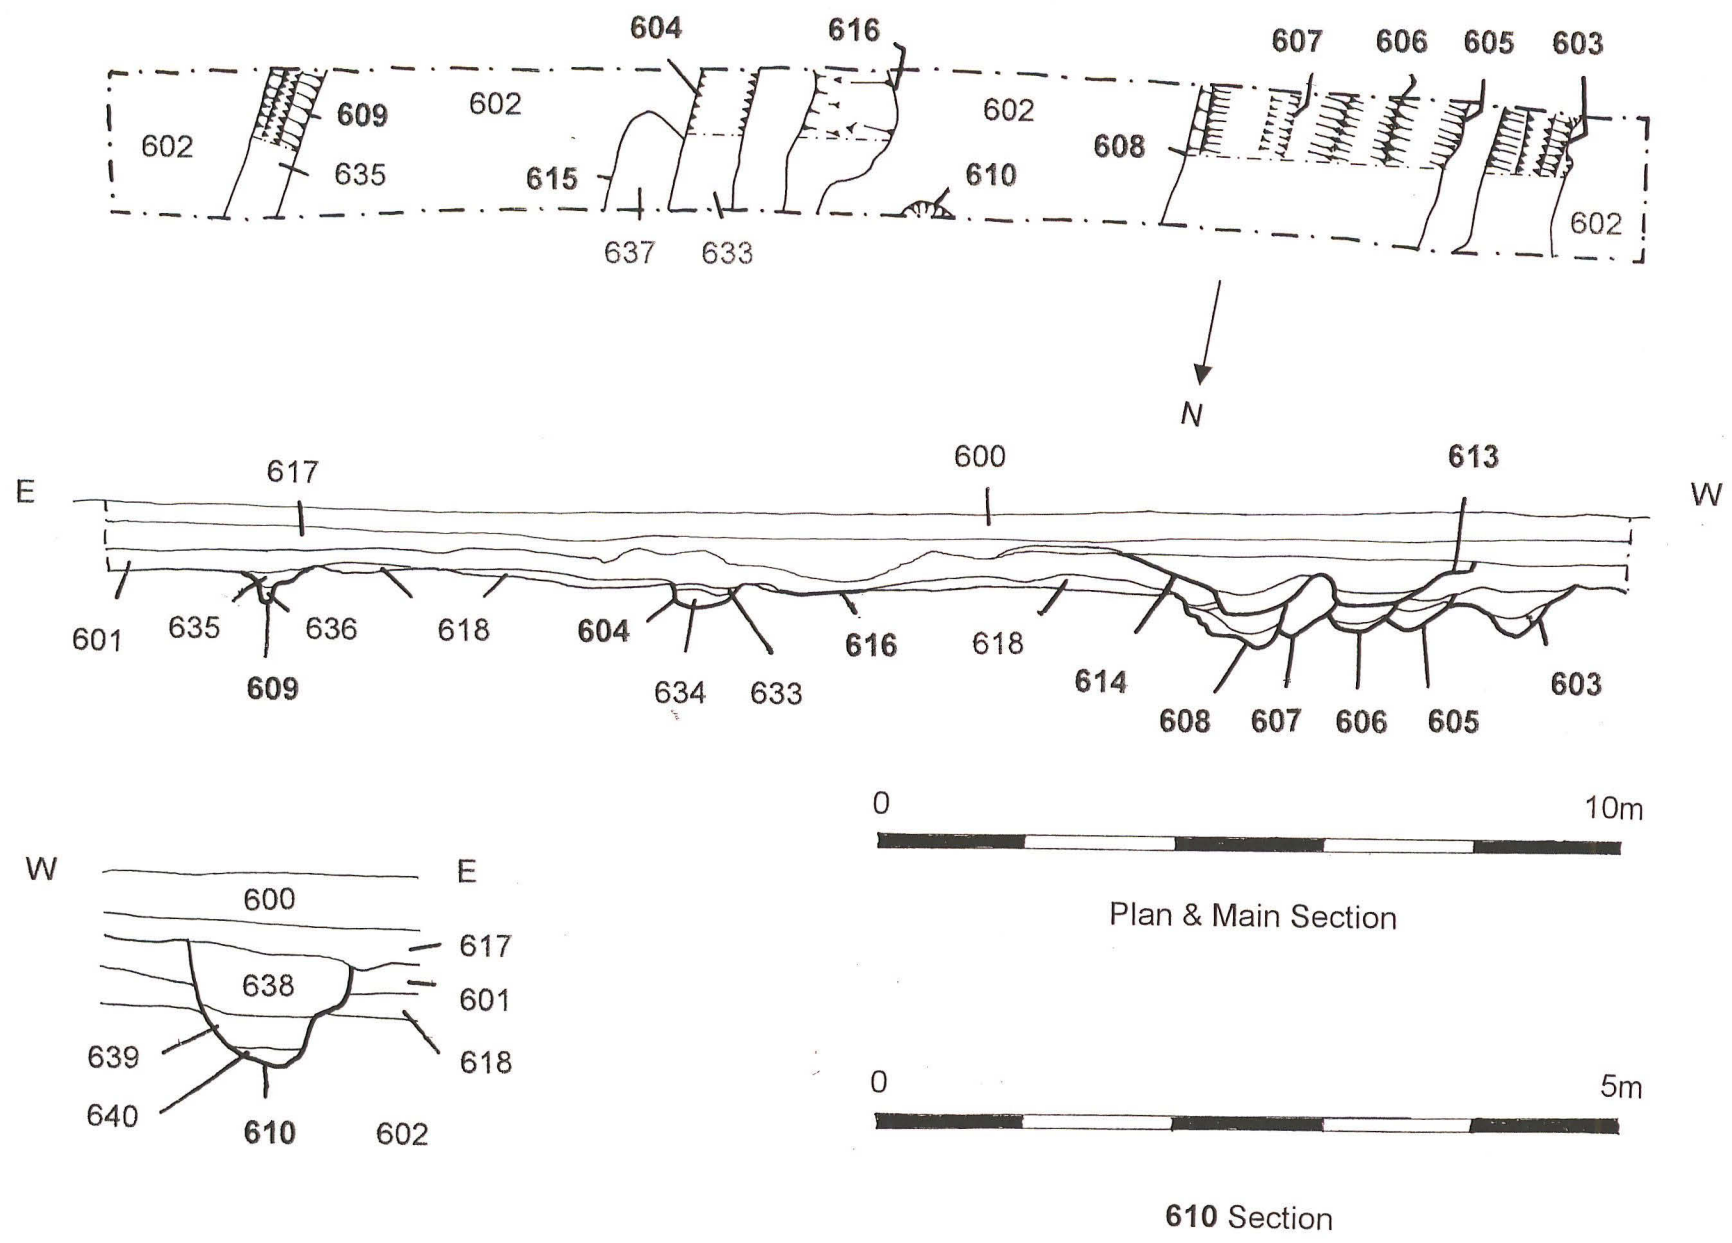 604 616 607 606 605 603
602 609 602 602 608 602
635 615 610
637 633
N
E 617 600 613 W
601 635 636 618 604 616 618 614 603
609 634 633 608 607 606 605
0 10m
Plan & Main Section
W E
600
617
638
601
639 618
640 610 602
0 5m
610 Section